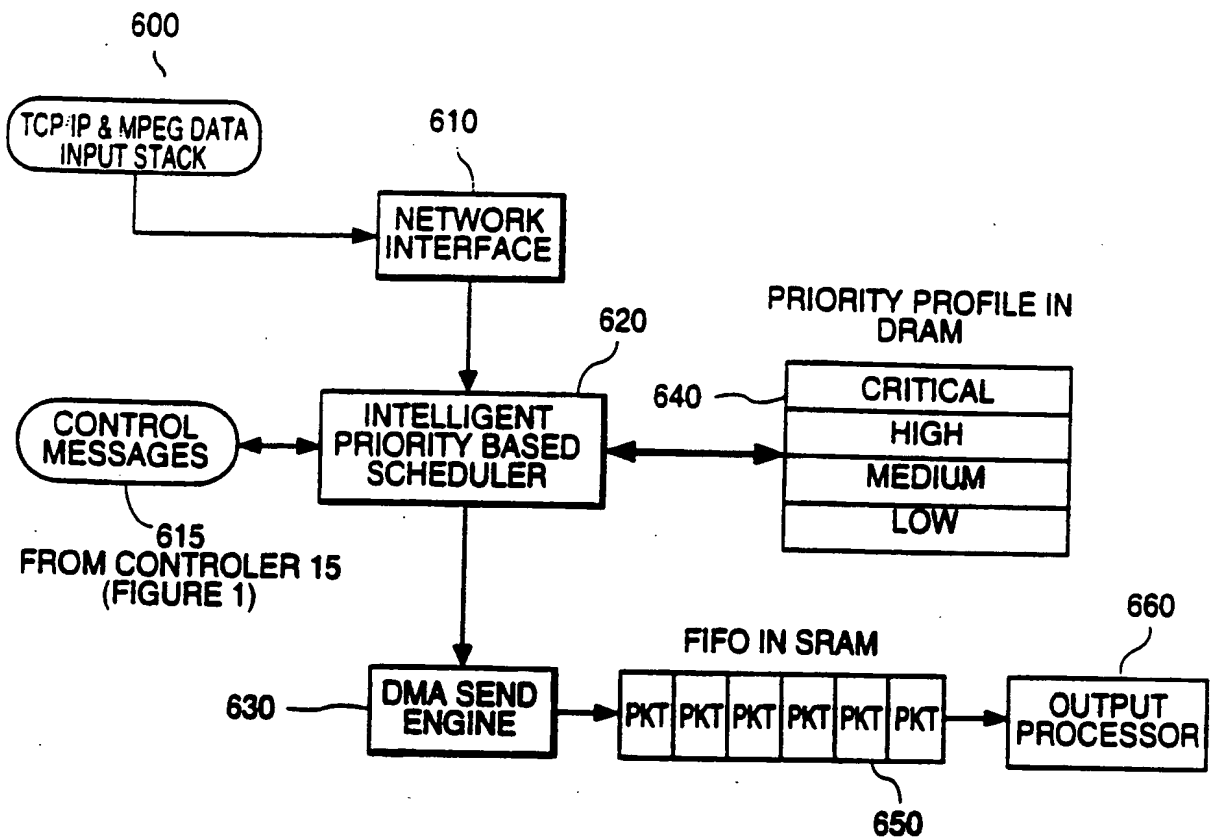 600
TCP/IP & MPEG DATA
INPUT STACK
610
NETWORK
INTERFACE
620
PRIORITY PROFILE IN
DRAM
640
CRITICAL
HIGH
MEDIUM
LOW
CONTROL
MESSAGES
INTELLIGENT
PRIORITY BASED
SCHEDULER
615
FROM CONTROLER 15
(FIGURE 1)
630
DMA SEND
ENGINE
FIFO IN SRAM
PKT PKT PKT PKT PKT PKT
650
660
OUTPUT
PROCESSOR